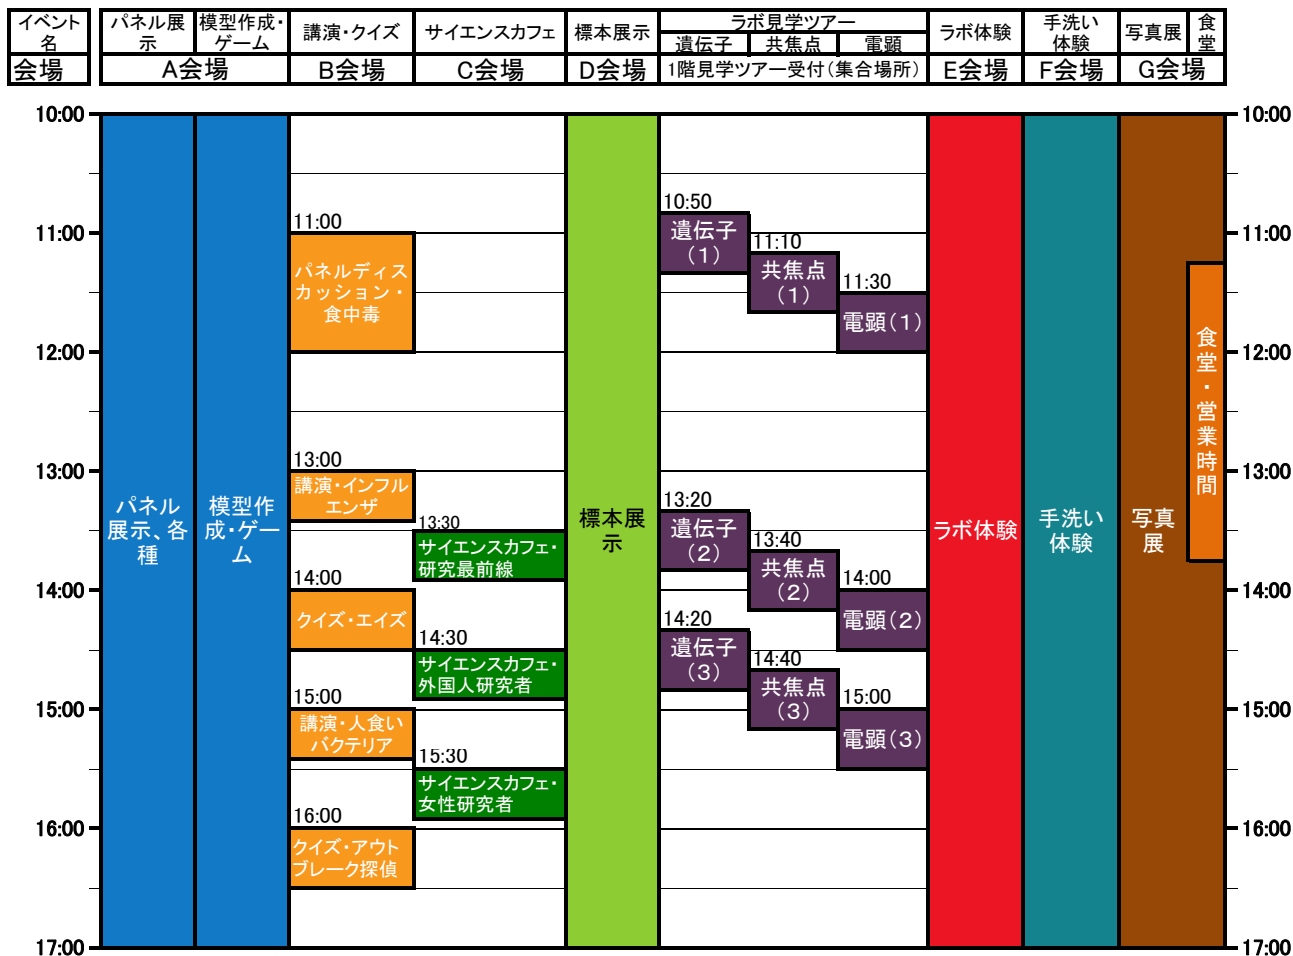 イベント名
パネル展示
模型作成・ゲーム
講演・クイズ
サイエンスカフェ
標本展示
ラボ見学ツアー
遺伝子
共焦点
電顕
ラボ体験
手洗い体験
写真展
食堂
会場
A会場
B会場
C会場
D会場
1階見学ツアー受付(集合場所)
E会場
F会場
G会場
10:00
10:00
10:50
11:00
11:00
11:00
遺伝子
(1)
11:10
共焦点
(1)
パネルディス
カッション・
食中毒
11:30
電顕(1)
12:00
12:00
食堂・営業時間
13:00
13:00
13:00
講演・インフル
エンザ
パネル
展示、各
種
模型作
成・ゲー
ム
13:30
サイエンスカフェ・
研究最前線
標本展
示
13:20
遺伝子
(2)
13:40
共焦点
(2)
ラボ体験
手洗い
体験
写真
展
14:00
14:00
14:00
14:00
クイズ・エイズ
電顕(2)
14:20
遺伝子
(3)
14:30
サイエンスカフェ・
外国人研究者
14:40
共焦点
(3)
15:00
15:00
15:00
15:00
講演・人食い
バクテリア
電顕(3)
15:30
サイエンスカフェ・
女性研究者
16:00
16:00
16:00
クイズ・アウト
ブレーク探偵
17:00
17:00